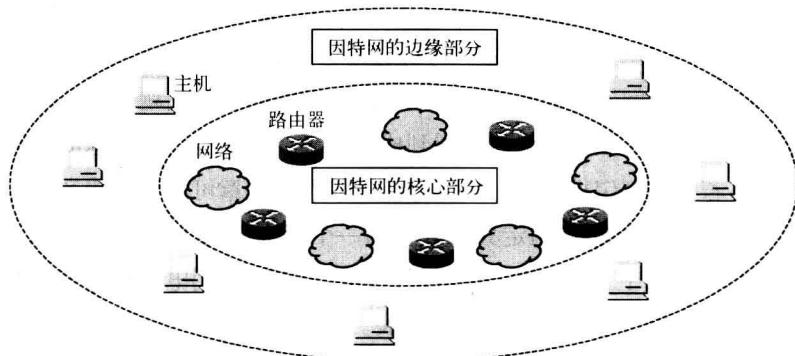 因特网的边缘部分
主机
路由器
网络
因特网的核心部分